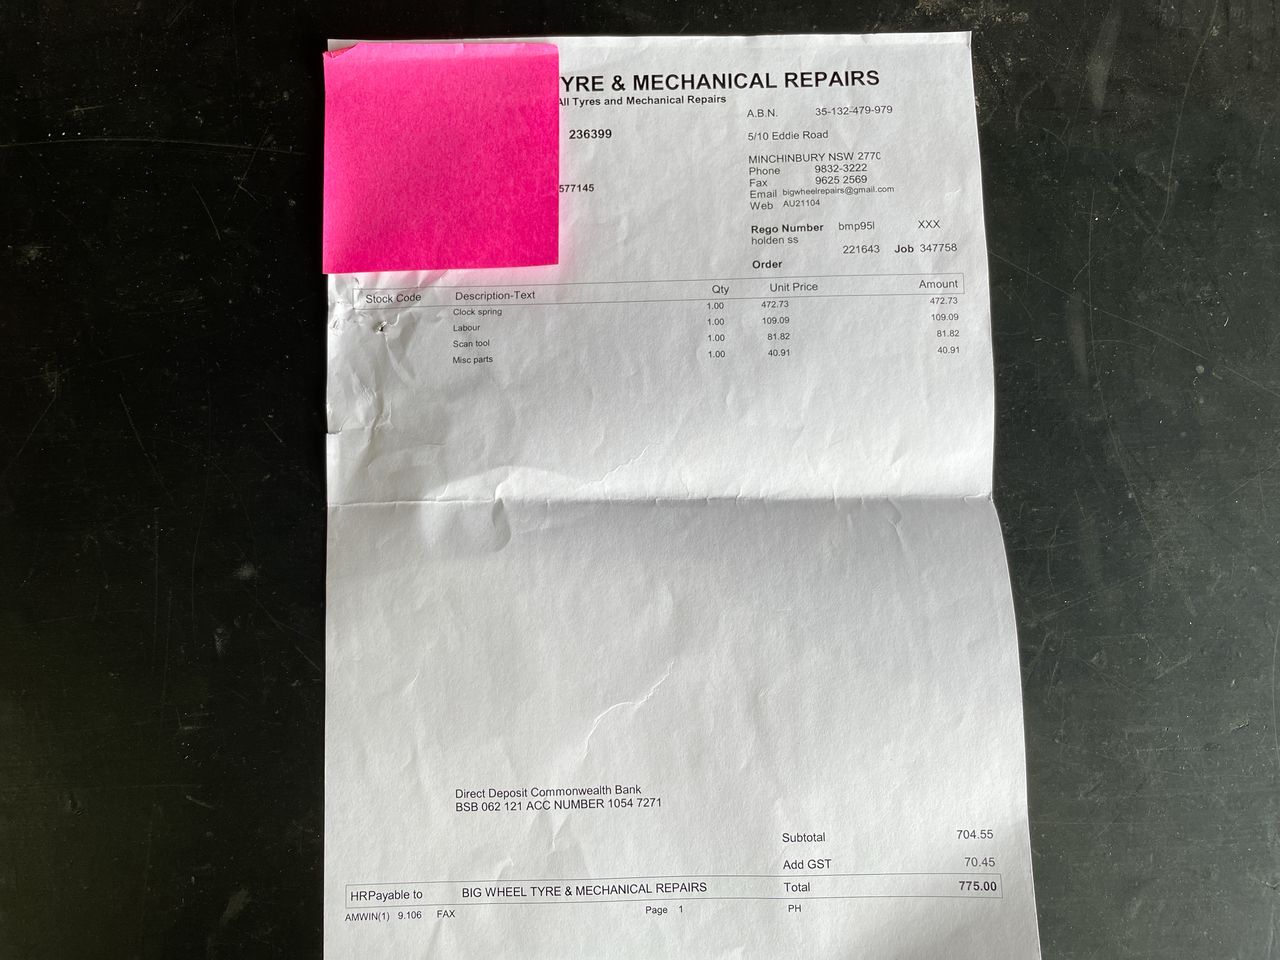 TYRE & MECHANICAL REPAIRS
All Tyres and Mechanical Repairs
A.B.N. 35-132-479-979
236399
5/10 Eddie Road
MINCHINBURY NSW 2770
Phone 9832-3222
577145
Fax 9625 2569
Email bigwheelrepairs@gmail.com
Web AU21104
Rego Number bmp95l XXX
holden ss
221643 Job 347758
Order
Stock Code Description-Text Qty Unit Price Amount
Clock spring 1.00 472.73 472.73
Labour 1.00 109.09 109.09
Scan tool 1.00 81.82 81.82
Misc parts 1.00 40.91 40.91
Direct Deposit Commonwealth Bank
BSB 062 121 ACC NUMBER 1054 7271
Subtotal 704.55
Add GST 70.45
HRPayable to BIG WHEEL TYRE & MECHANICAL REPAIRS Total 775.00
AMWIN(1) 9.106 FAX Page 1 PH